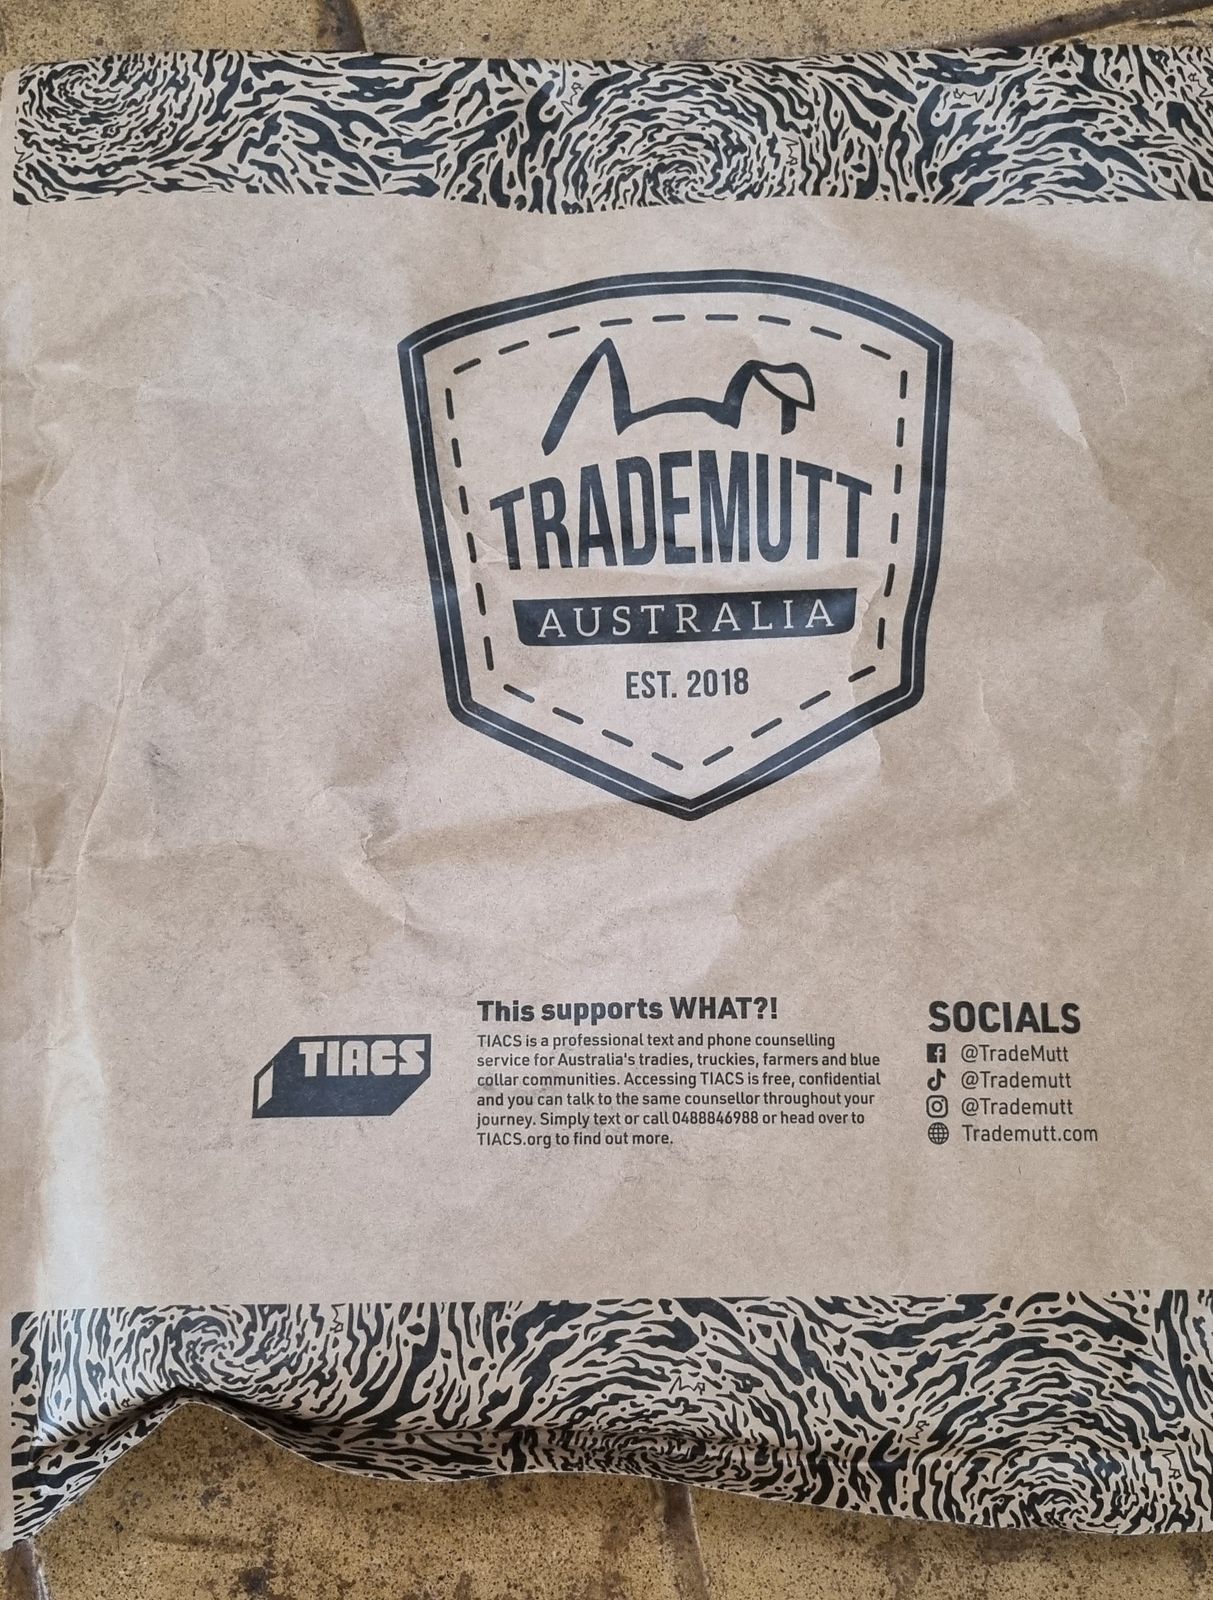 TRADEMUTT
AUSTRALIA
EST. 2018
TIACS
This supports WHAT?!
TIACS is a professional text and phone counselling
service for Australia's tradies, truckies, farmers and blue
collar communities. Accessing TIACS is free, confidential
and you can talk to the same counsellor throughout your
journey. Simply text or call 0488846988 or head over to
TIACS.org to find out more.
SOCIALS
@TradeMutt
@Trademutt
@Trademutt
Trademutt.com